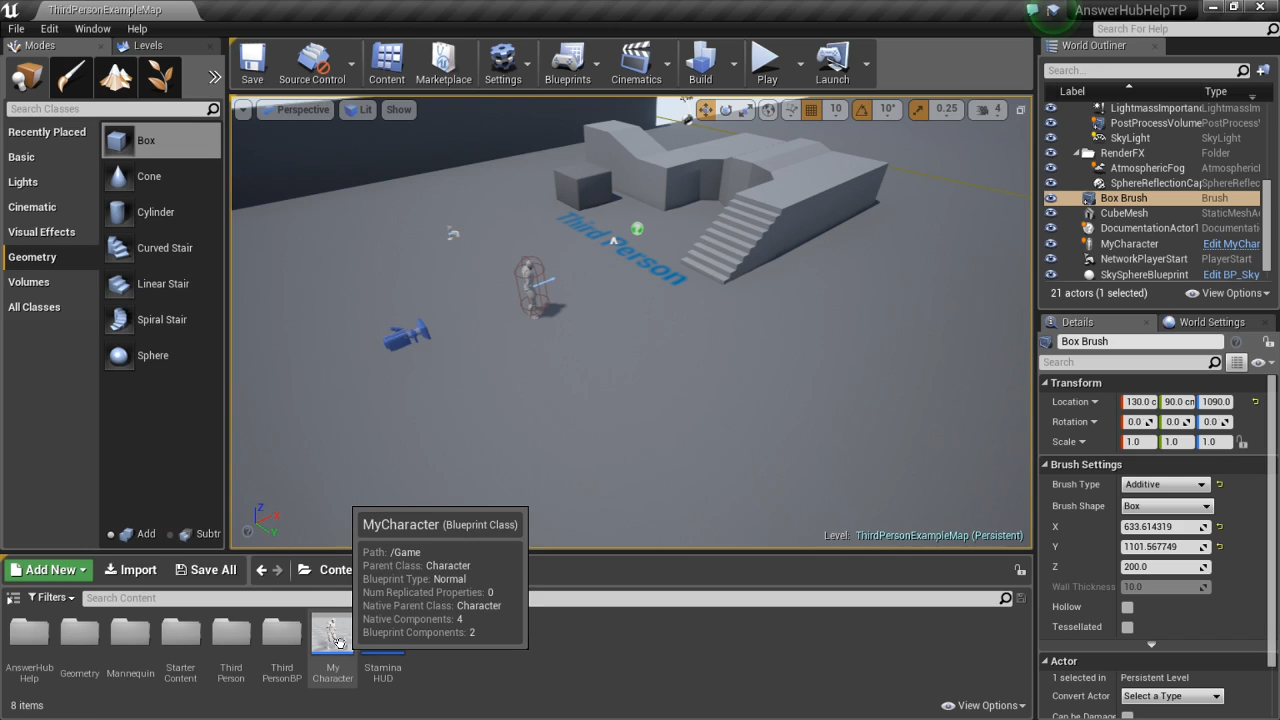 ThirdPersonExampleMap
AnswerHubHelpTP
File Edit Window Help
Search For Help
Modes Levels
Save Source Control Content Marketplace Settings Blueprints Cinematics Build Play Launch
Search Classes
Recently Placed
Basic
Lights
Cinematic
Visual Effects
Geometry
Volumes
All Classes
Box
Cone
Cylinder
Curved Stair
Linear Stair
Spiral Stair
Sphere
Add Subtr
Perspective Lit Show
10 10° 0.25 4
Third Person
Level: ThirdPersonExampleMap (Persistent)
World Outliner
Search...
Label Type
LightmassImportan LightmassIm
PostProcessVolume PostProcess
SkyLight SkyLight
RenderFX Folder
AtmosphericFog Atmospheric
SphereReflectionCap SphereReflec
Box Brush Brush
CubeMesh StaticMeshA
DocumentationActor1 Documentati
MyCharacter Edit MyChar
NetworkPlayerStart PlayerStart
SkySphereBlueprint Edit BP_Sky
21 actors (1 selected) View Options
Details World Settings
Box Brush
Search
Transform
Location 130.0 c 90.0 cm 1090.0
Rotation 0.0 0.0 0.0
Scale 1.0 1.0 1.0
Brush Settings
Brush Type Additive
Brush Shape Box
X 633.614319
Y 1101.567749
Z 200.0
Wall Thickness 10.0
Hollow
Tessellated
Actor
1 selected in Persistent Level
Convert Actor Select a Type
Can be Damag
Add New Import Save All Conte
Filters Search Content
MyCharacter (Blueprint Class)
Path: /Game
Parent Class: Character
Blueprint Type: Normal
Num Replicated Properties: 0
Native Parent Class: Character
Native Components: 4
Blueprint Components: 2
AnswerHub Help
Geometry
Mannequin
Starter Content
Third Person
Third PersonBP
My Character
Stamina HUD
8 items View Options
X
Y
Z